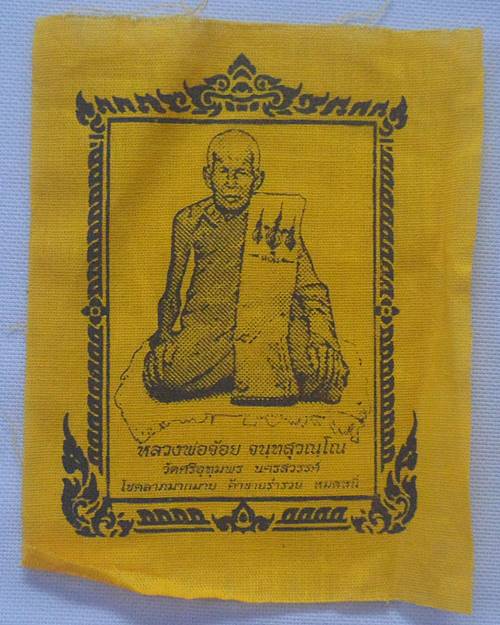 หลวงพ่อจ้อย จนฺทสุวณฺโณ
วัดศรีอุทุมพร นครสวรรค์
โชคลาภมากมาย ค้าขายร่ำรวย หมดหนี้